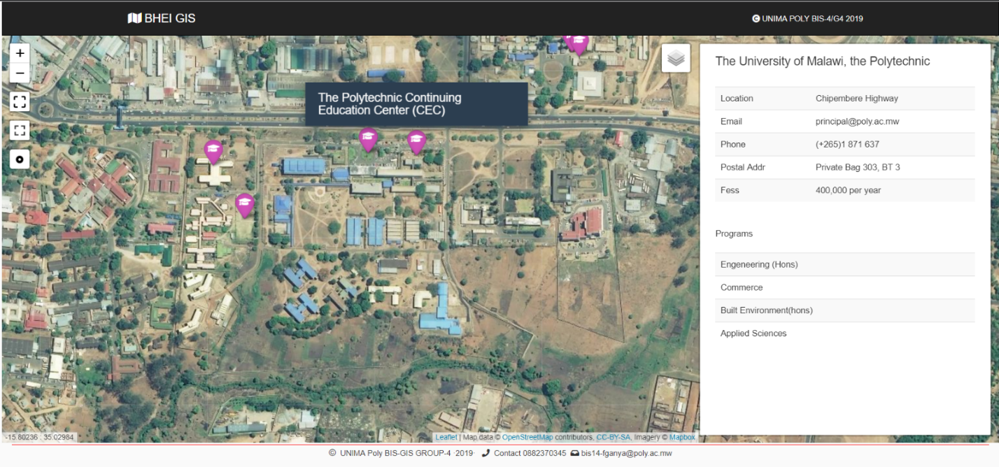 BHEI GIS
UNIMA POLY BIS-4/G4 2019
+
−
The Polytechnic Continuing
Education Center (CEC)
The University of Malawi, the Polytechnic
Location Chipembere Highway
Email principal@poly.ac.mw
Phone (+265)1 871 637
Postal Addr Private Bag 303, BT 3
Fess 400,000 per year
Programs
Engeneering (Hons)
Commerce
Built Environment(hons)
Applied Sciences
-15.80236 : 35.02984
Leaflet | Map data © OpenStreetMap contributors, CC-BY-SA, Imagery © Mapbox
© UNIMA Poly BIS-GIS GROUP-4 ·2019· Contact 0882370345 bis14-fganya@poly.ac.mw